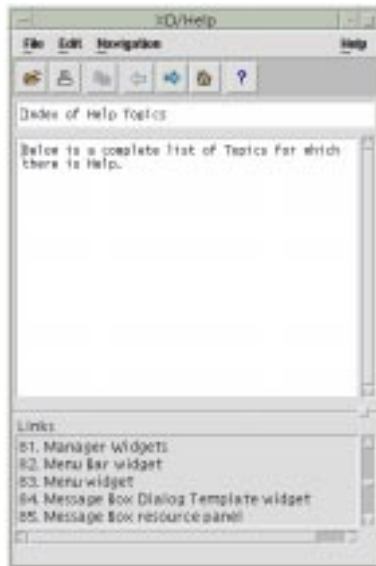 XD/Help
File Edit Navigation Help
?
Index of Help Topics
Below is a complete list of Topics for which
there is Help.
Links
81. Manager Widgets
82. Menu Bar widget
83. Menu widget
84. Message Box Dialog Template widget
85. Message Box resource panel